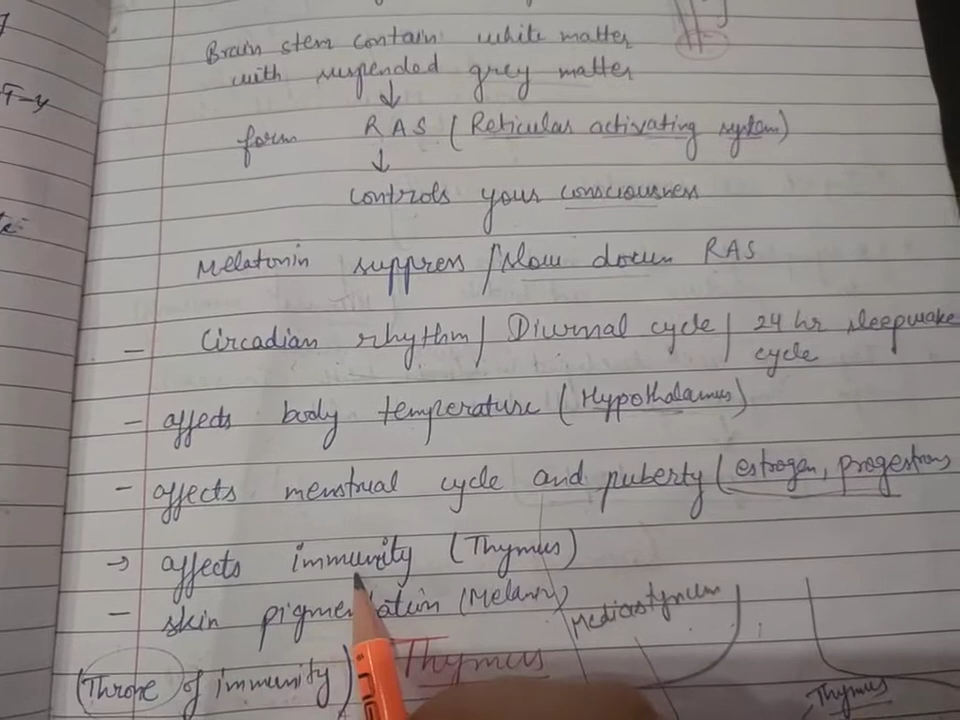 Brain stem contain white matter
with suspended grey matter
↓
form RAS (Reticular activating system)
↓
controls your consciousness
Melatonin suppress / slow down RAS
- Circadian rhythm / Diurnal cycle / 24 hr sleepwake
cycle
- affects body temperature (Hypothalamus)
- affects menstrual cycle and puberty (estrogen, progestrons
→ affects immunity (Thymus)
- skin pigmentation (Melanin)
Mediastynum
(Throne of immunity) Thymus
Thymus